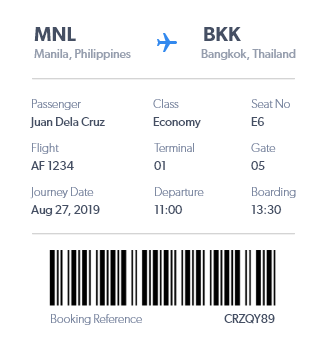 MNL BKK
Manila, Philippines Bangkok, Thailand
Passenger Class Seat No
Juan Dela Cruz Economy E6
Flight Terminal Gate
AF 1234 01 05
Journey Date Departure Boarding
Aug 27, 2019 11:00 13:30
Booking Reference CRZQY89